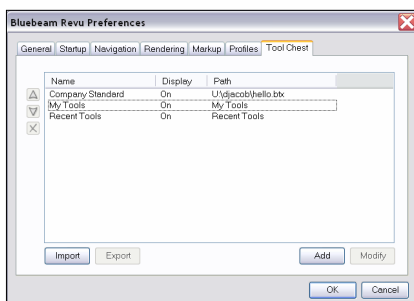 Bluebeam Revu Preferences
General Startup Navigation Rendering Markup Profiles Tool Chest
Name Display Path
Company Standard On U:\djacob\hello.btx
My Tools On My Tools
Recent Tools On Recent Tools
Import Export Add Modify
OK Cancel